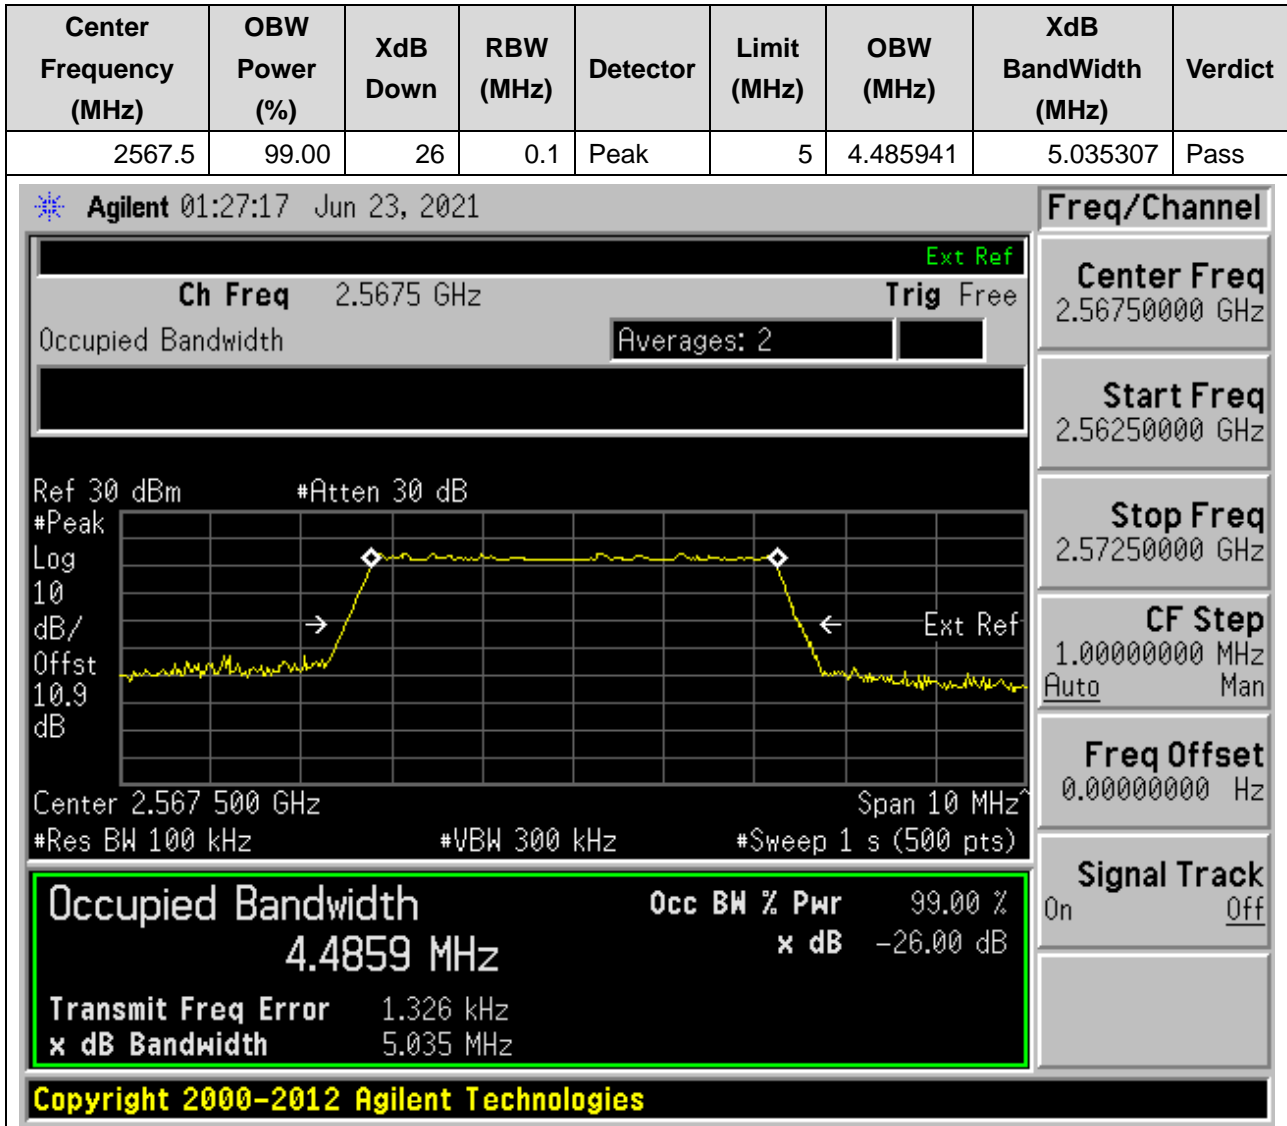 Center Frequency (MHz) OBW Power (%) XdB Down RBW (MHz) Detector Limit (MHz) OBW (MHz) XdB BandWidth (MHz) Verdict
2567.5 99.00 26 0.1 Peak 5 4.485941 5.035307 Pass
Agilent 01:27:17 Jun 23, 2021
Freq/Channel
Ext Ref
Ch Freq 2.5675 GHz Trig Free
Occupied Bandwidth Averages: 2
Center Freq
2.56750000 GHz
Start Freq
2.56250000 GHz
Stop Freq
2.57250000 GHz
CF Step
1.00000000 MHz
Auto Man
Freq Offset
0.00000000 Hz
Signal Track
On Off
Ref 30 dBm #Atten 30 dB
#Peak
Log
10
dB/
Offst
10.9
dB
Ext Ref
Center 2.567 500 GHz Span 10 MHz^
#Res BW 100 kHz #VBW 300 kHz #Sweep 1 s (500 pts)
Occupied Bandwidth Occ BW % Pwr 99.00 %
4.4859 MHz x dB -26.00 dB
Transmit Freq Error 1.326 kHz
x dB Bandwidth 5.035 MHz
Copyright 2000-2012 Agilent Technologies